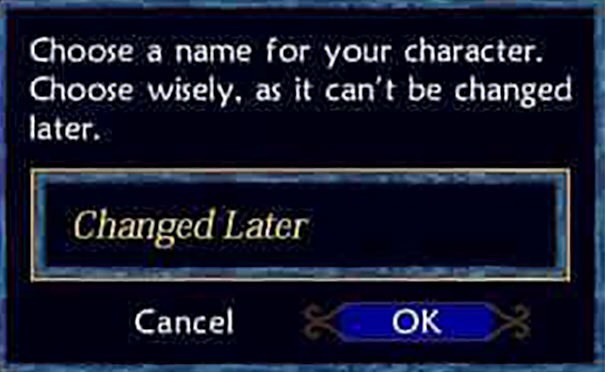 Choose a name for your character.
Choose wisely, as it can't be changed
later.
Changed Later
Cancel
OK